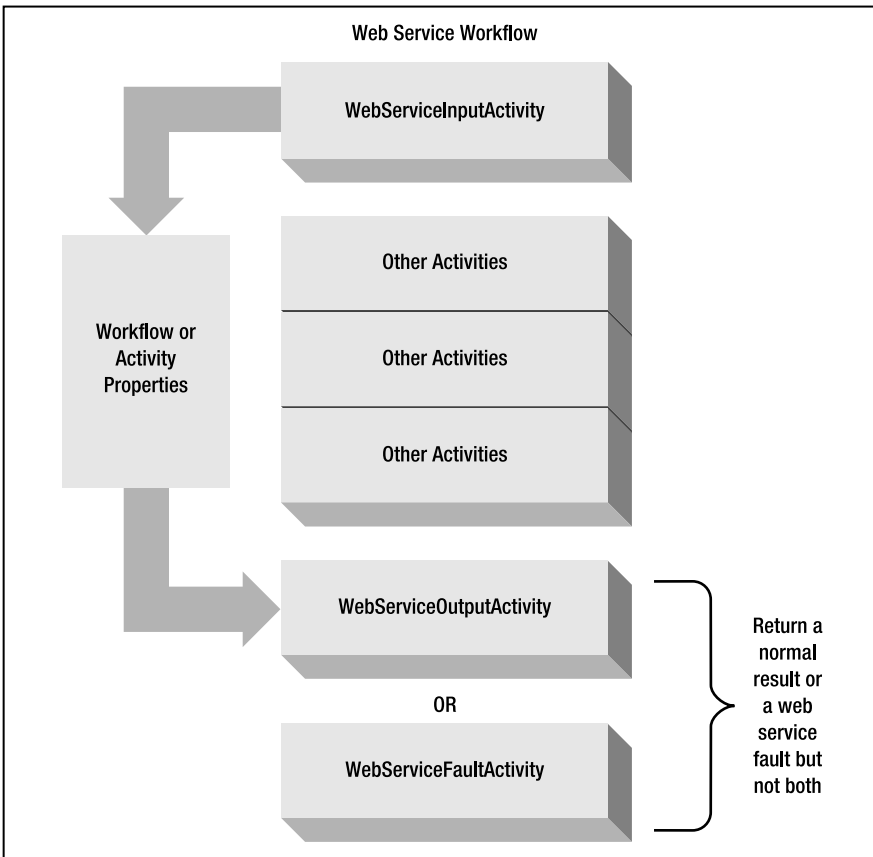 Web Service Workflow
WebServiceInputActivity
Other Activities
Workflow or
Activity
Properties
Other Activities
Other Activities
WebServiceOutputActivity
OR
WebServiceFaultActivity
Return a
normal
result or
a web
service
fault but
not both